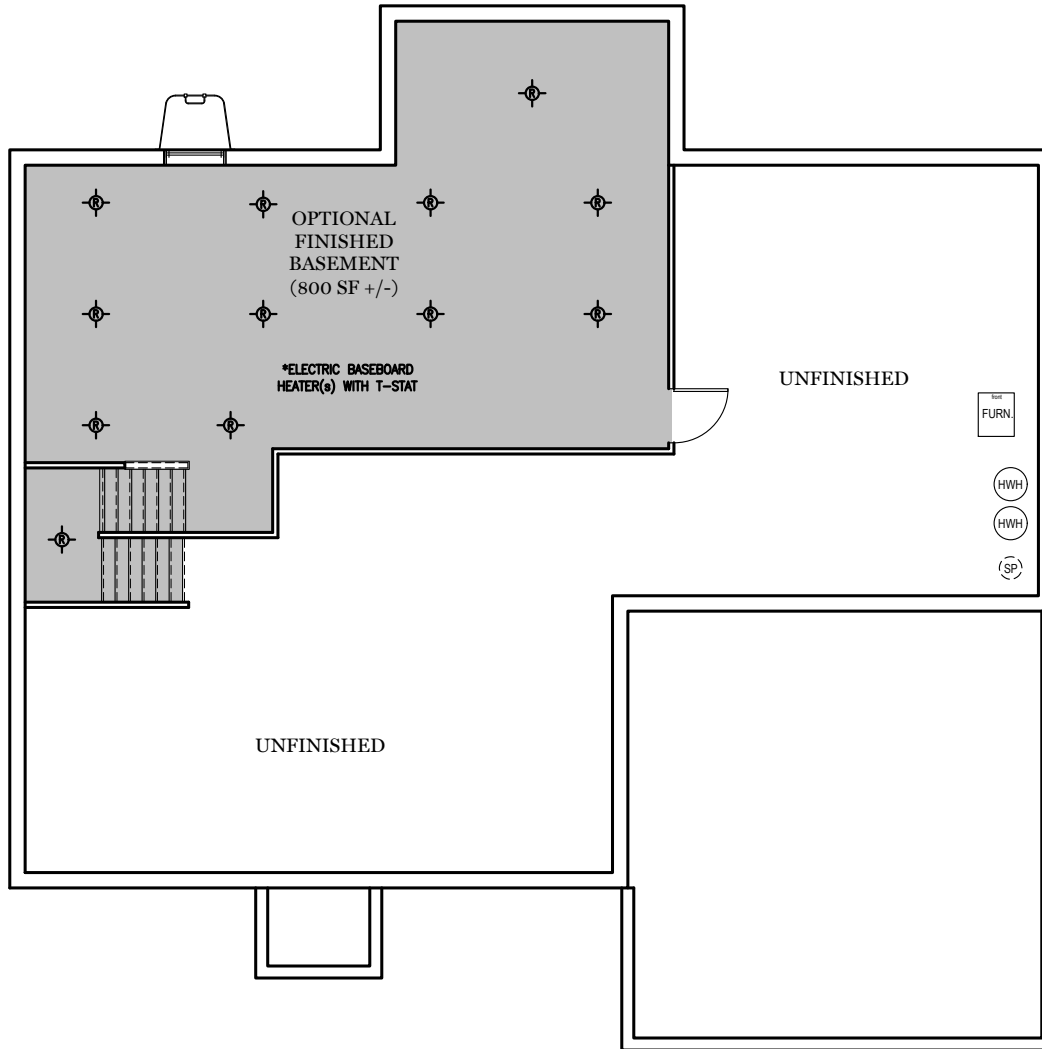 R
R
R
R
R
OPTIONAL
FINISHED
BASEMENT
(800 SF +/-)
R
R
R
R
*ELECTRIC BASEBOARD
HEATER(s) WITH T-STAT
UNFINISHED
front
FURN.
R
R
HWH
HWH
R
SP
UNFINISHED